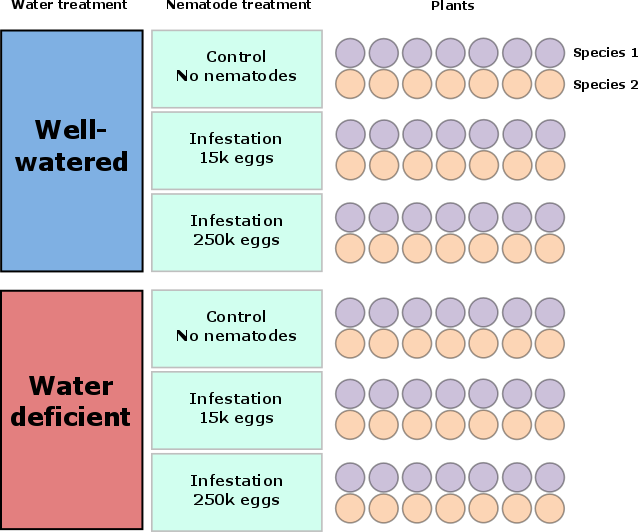 Water treatment
Nematode treatment
Plants
Well-
watered
Control
No nematodes
Species 1
Species 2
Infestation
15k eggs
Infestation
250k eggs
Water
deficient
Control
No nematodes
Infestation
15k eggs
Infestation
250k eggs